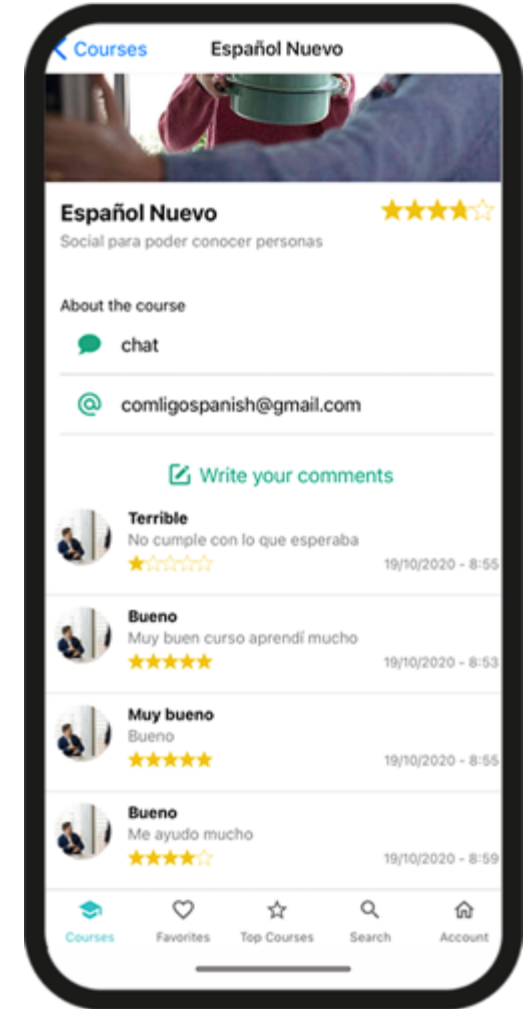 Courses
Español Nuevo
Español Nuevo
Social para poder conocer personas
About the course
chat
comligospanish@gmail.com
Write your comments
Terrible
No cumple con lo que esperaba
19/10/2020 - 8:55
Bueno
Muy buen curso aprendí mucho
19/10/2020 - 8:53
Muy bueno
Bueno
19/10/2020 - 8:55
Bueno
Me ayudo mucho
19/10/2020 - 8:59
Courses
Favorites
Top Courses
Search
Account